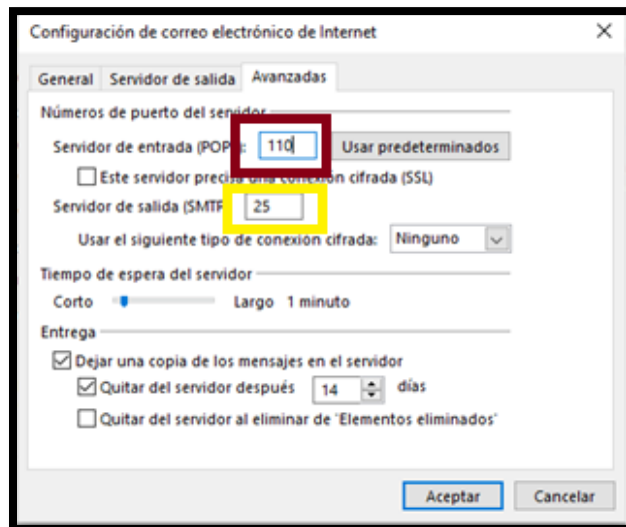 Configuración de correo electrónico de Internet
General Servidor de salida Avanzadas
Números de puerto del servidor
Servidor de entrada (POP 110 Usar predeterminados
Este servidor precisa una conexión cifrada (SSL)
Servidor de salida (SMTP 25
Usar el siguiente tipo de conexión cifrada: Ninguno
Tiempo de espera del servidor
Corto Largo 1 minuto
Entrega
Dejar una copia de los mensajes en el servidor
Quitar del servidor después 14 días
Quitar del servidor al eliminar de 'Elementos eliminados'
Aceptar Cancelar